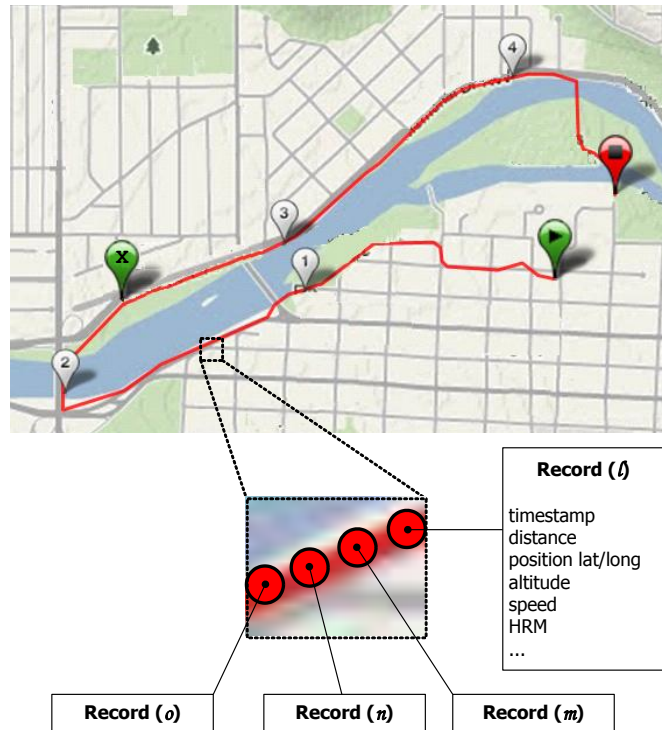 4
3
X
1
2
Record (l)
timestamp
distance
position lat/long
altitude
speed
HRM
...
Record (o)
Record (n)
Record (m)